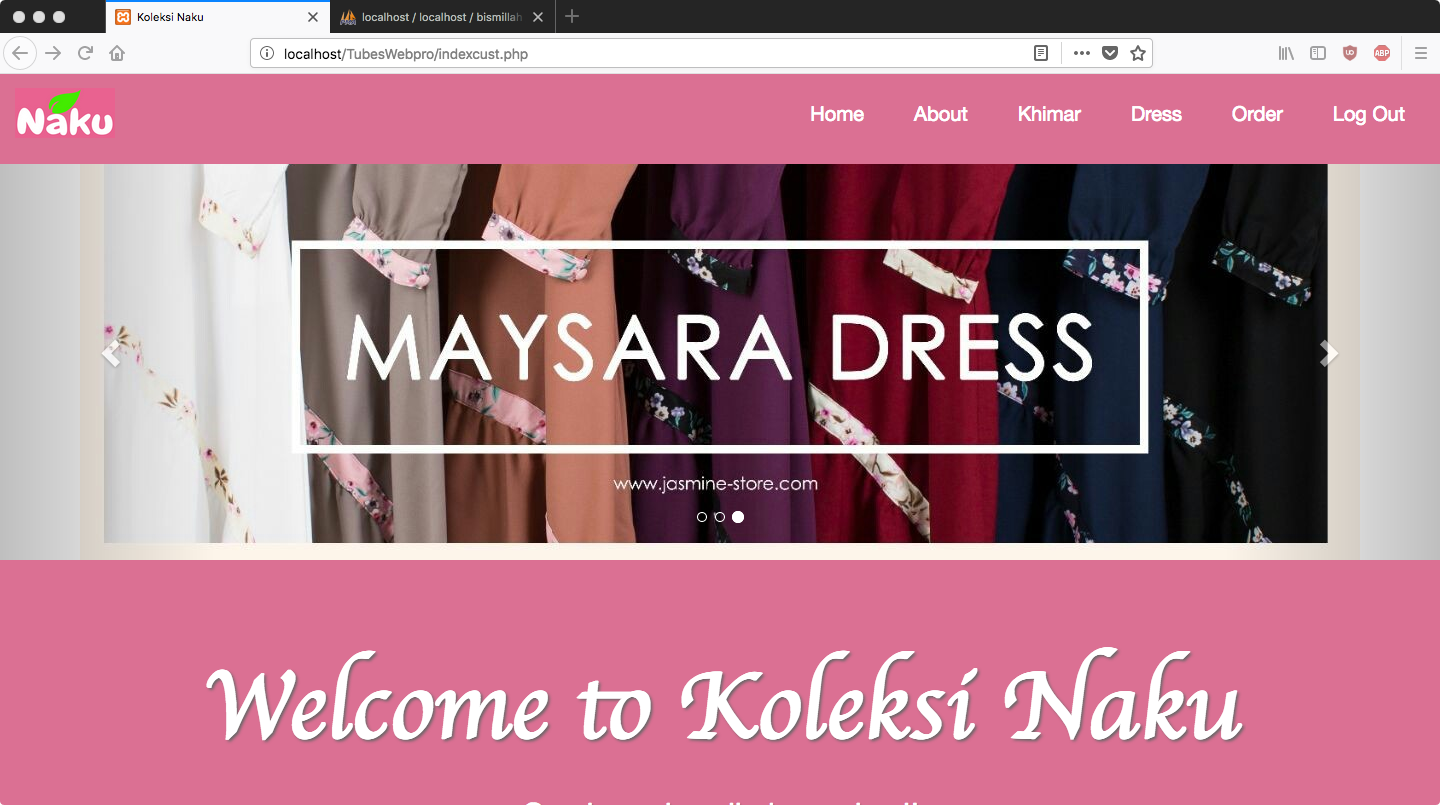 Koleksi Naku
localhost / localhost / bismillah
localhost/TubesWebpro/indexcust.php
UO
ABP
Naku
Home About Khimar Dress Order Log Out
MAYSARA DRESS
www.jasmine-store.com
Welcome to Koleksi Naku